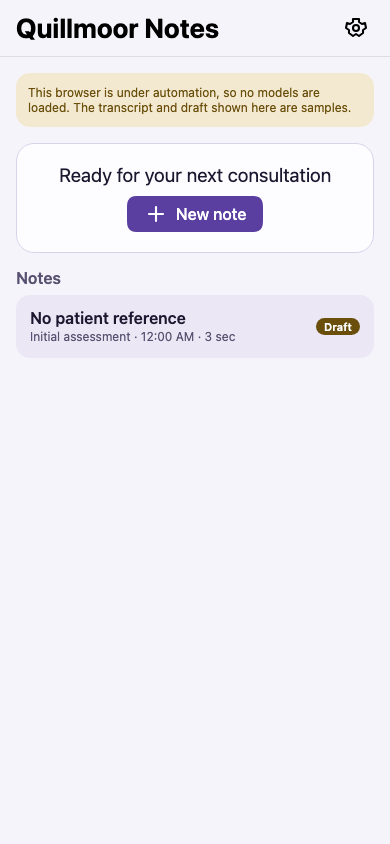 Quillmoor Notes
This browser is under automation, so no models are
loaded. The transcript and draft shown here are samples.
Ready for your next consultation
New note
Notes
No patient reference
Initial assessment · 12:00 AM · 3 sec
Draft